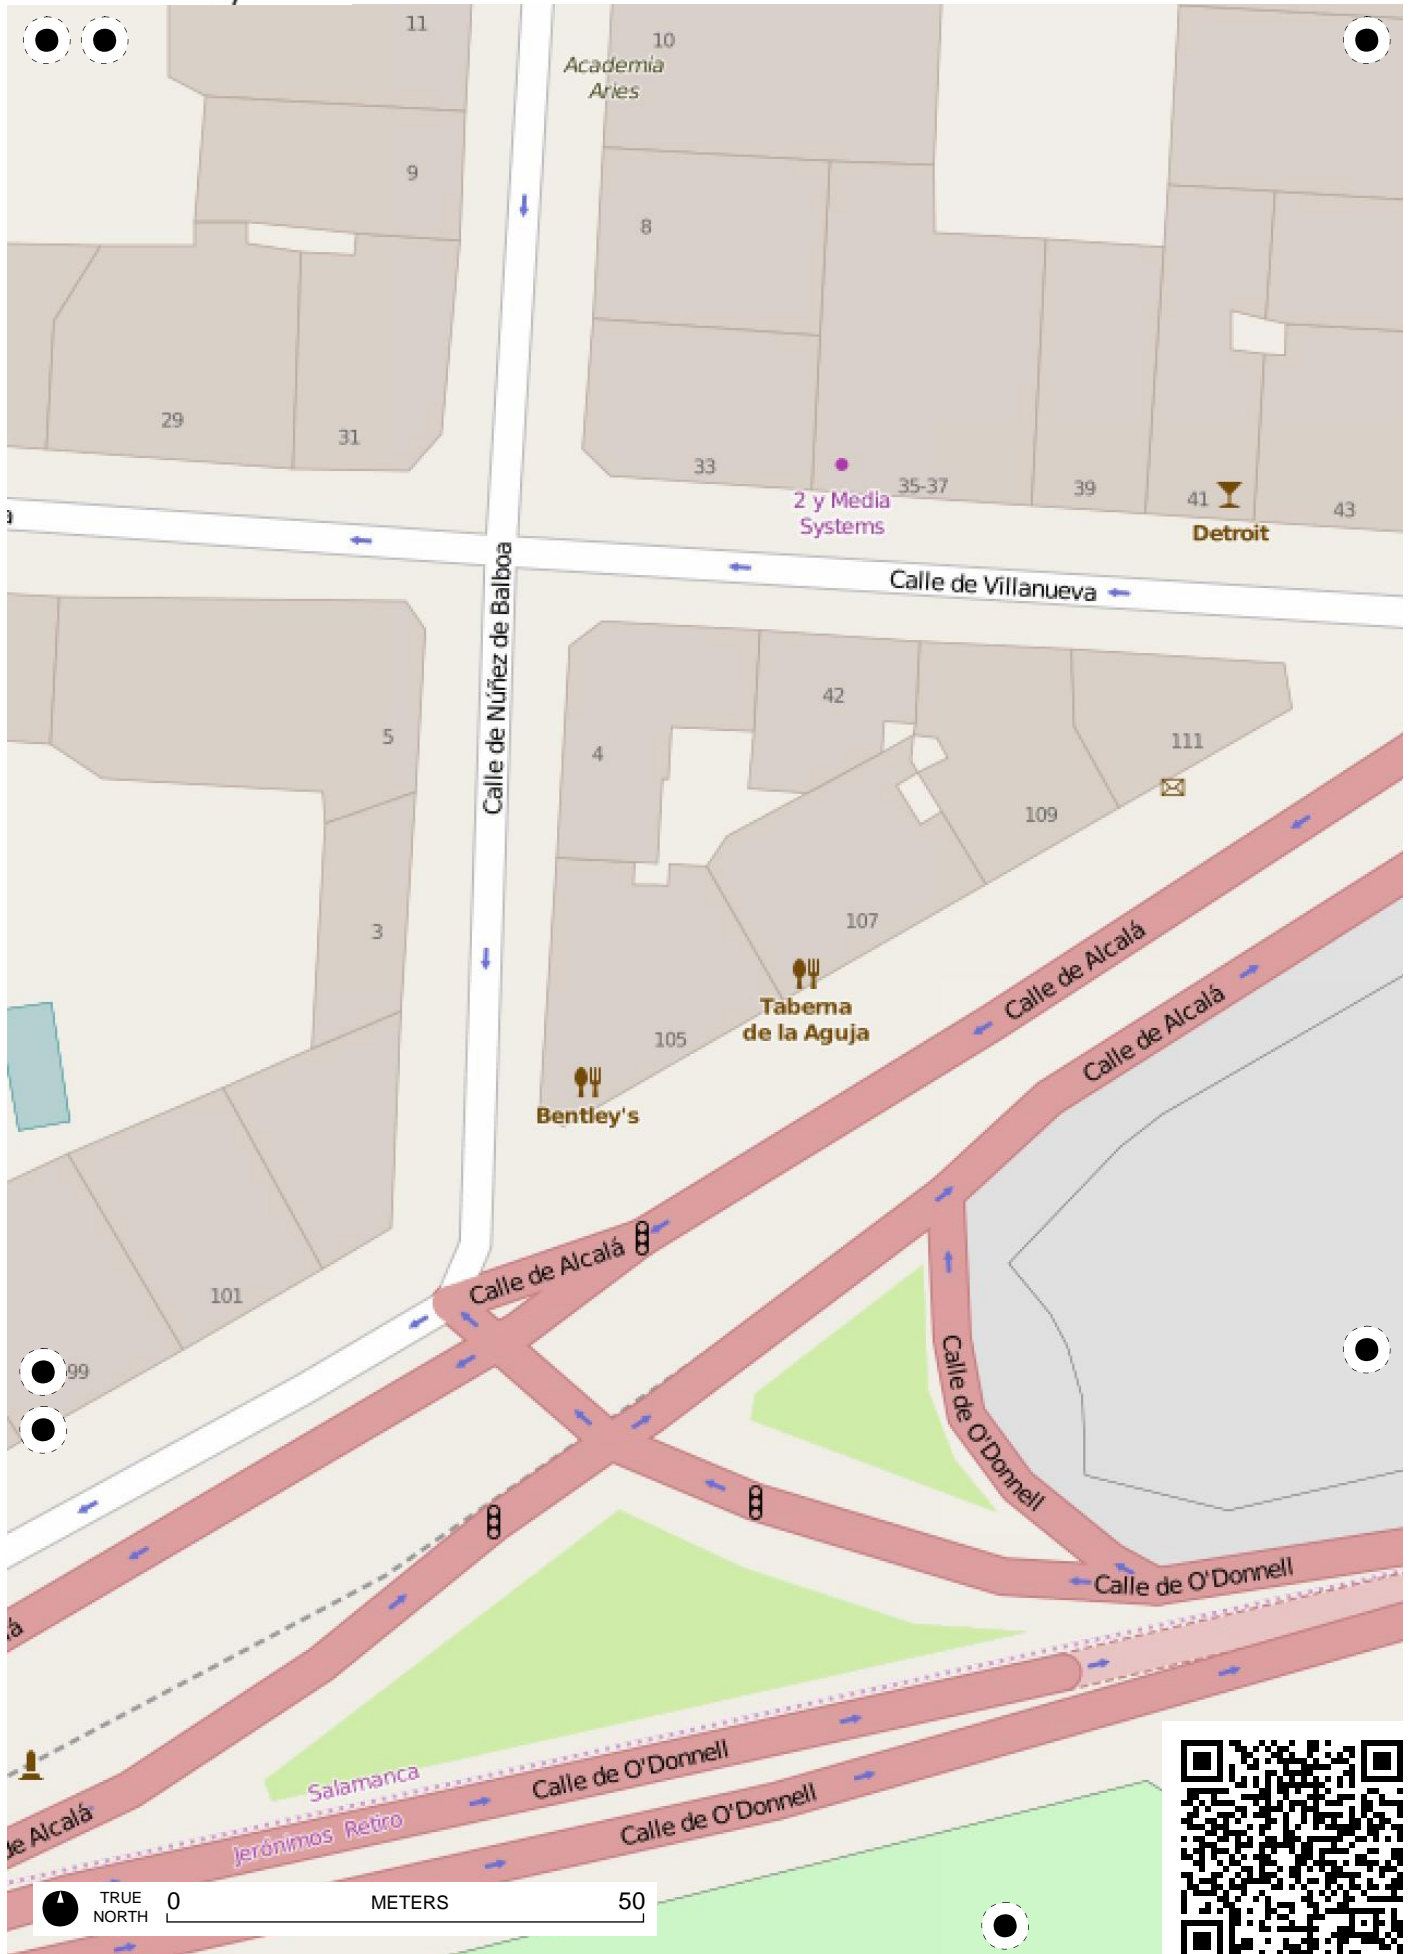 11
10
Academia
Aries
9
8
29
31
33
35-37
39
41
43
2 y Media
Systems
Detroit
Calle de Villanueva
Calle de Núñez de Balboa
42
5
4
111
109
3
107
Calle de Alcalá
Calle de Alcalá
Taberna
de la Aguja
105
Bentley's
Calle de Alcalá
101
99
Calle de O'Donnell
Calle de O'Donnell
Salamanca
Calle de O'Donnell
Jerónimos Retiro
Calle de O'Donnell
de Alcalá
TRUE
NORTH
0 METERS 50